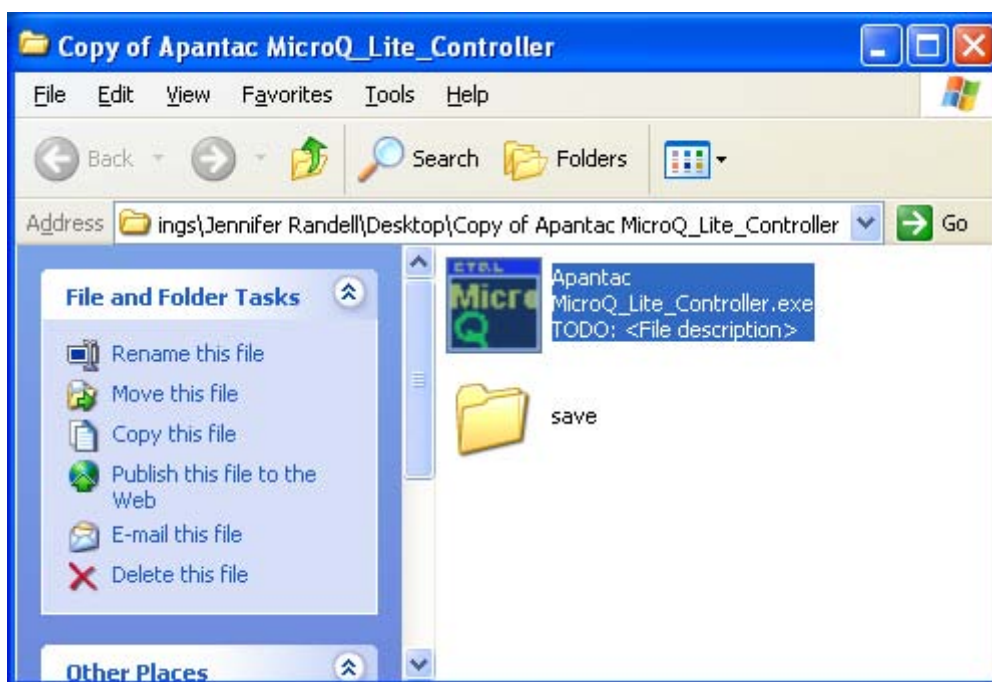 Copy of Apantac MicroQ_Lite_Controller
File Edit View Favorites Tools Help
Back Search Folders
Address ings\Jennifer Randell\Desktop\Copy of Apantac MicroQ_Lite_Controller Go
File and Folder Tasks
Rename this file
Move this file
Copy this file
Publish this file to the
Web
E-mail this file
Delete this file
Other Places
CTRL
Micro
Q
Apantac
MicroQ_Lite_Controller.exe
TODO: <File description>
save